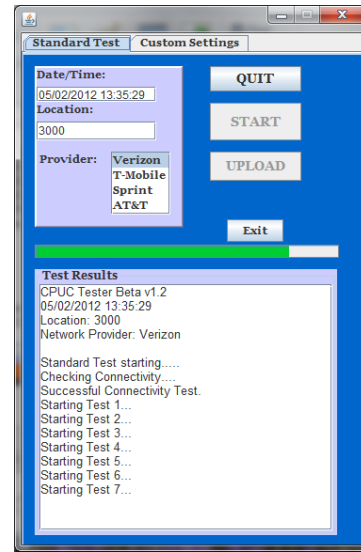 Standard Test Custom Settings
Date/Time:
05/02/2012 13:35:29
Location:
3000
Provider:
Verizon
T-Mobile
Sprint
AT&T
QUIT
START
UPLOAD
Exit
Test Results
CPUC Tester Beta v1.2
05/02/2012 13:35:29
Location: 3000
Network Provider: Verizon
Standard Test starting.....
Checking Connectivity....
Successful Connectivity Test.
Starting Test 1...
Starting Test 2...
Starting Test 3...
Starting Test 4...
Starting Test 5...
Starting Test 6...
Starting Test 7...